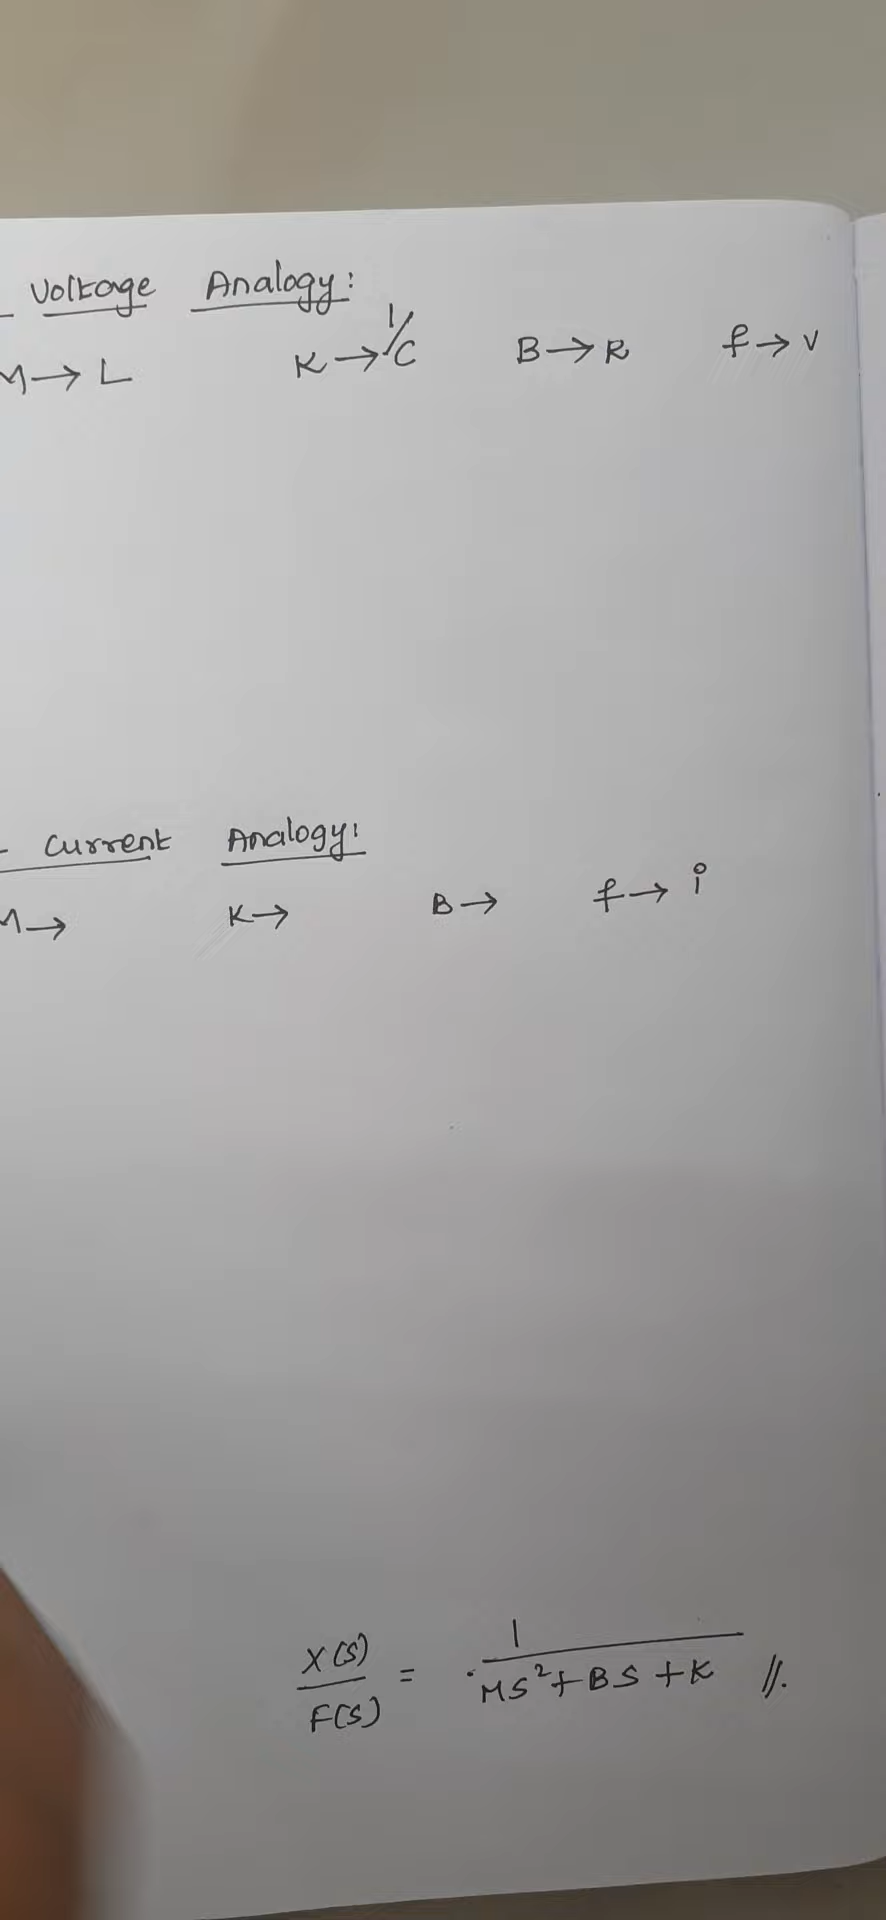 - Voltage Analogy:
M→ L K→ 1/C B→R f→v
- Current Analogy:
M→ K→ B→ f→ i
X(s)/F(s) = 1/MS²+BS+K //.